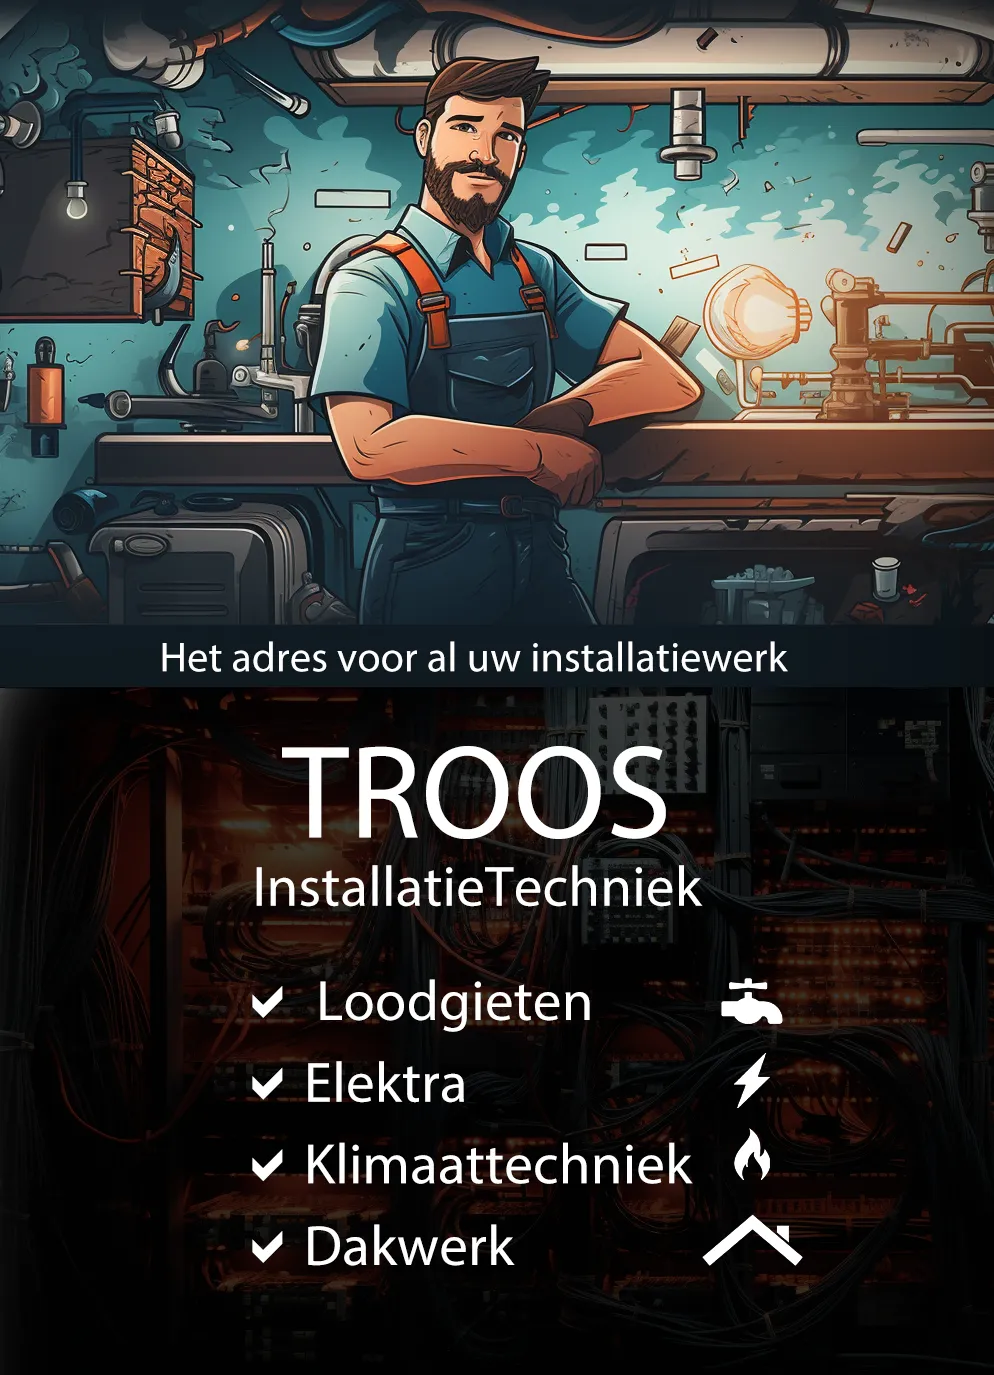 Het adres voor al uw installatiewerk
TROOS
InstallatieTechniek
Loodgieten
Elektra
Klimaattechniek
Dakwerk